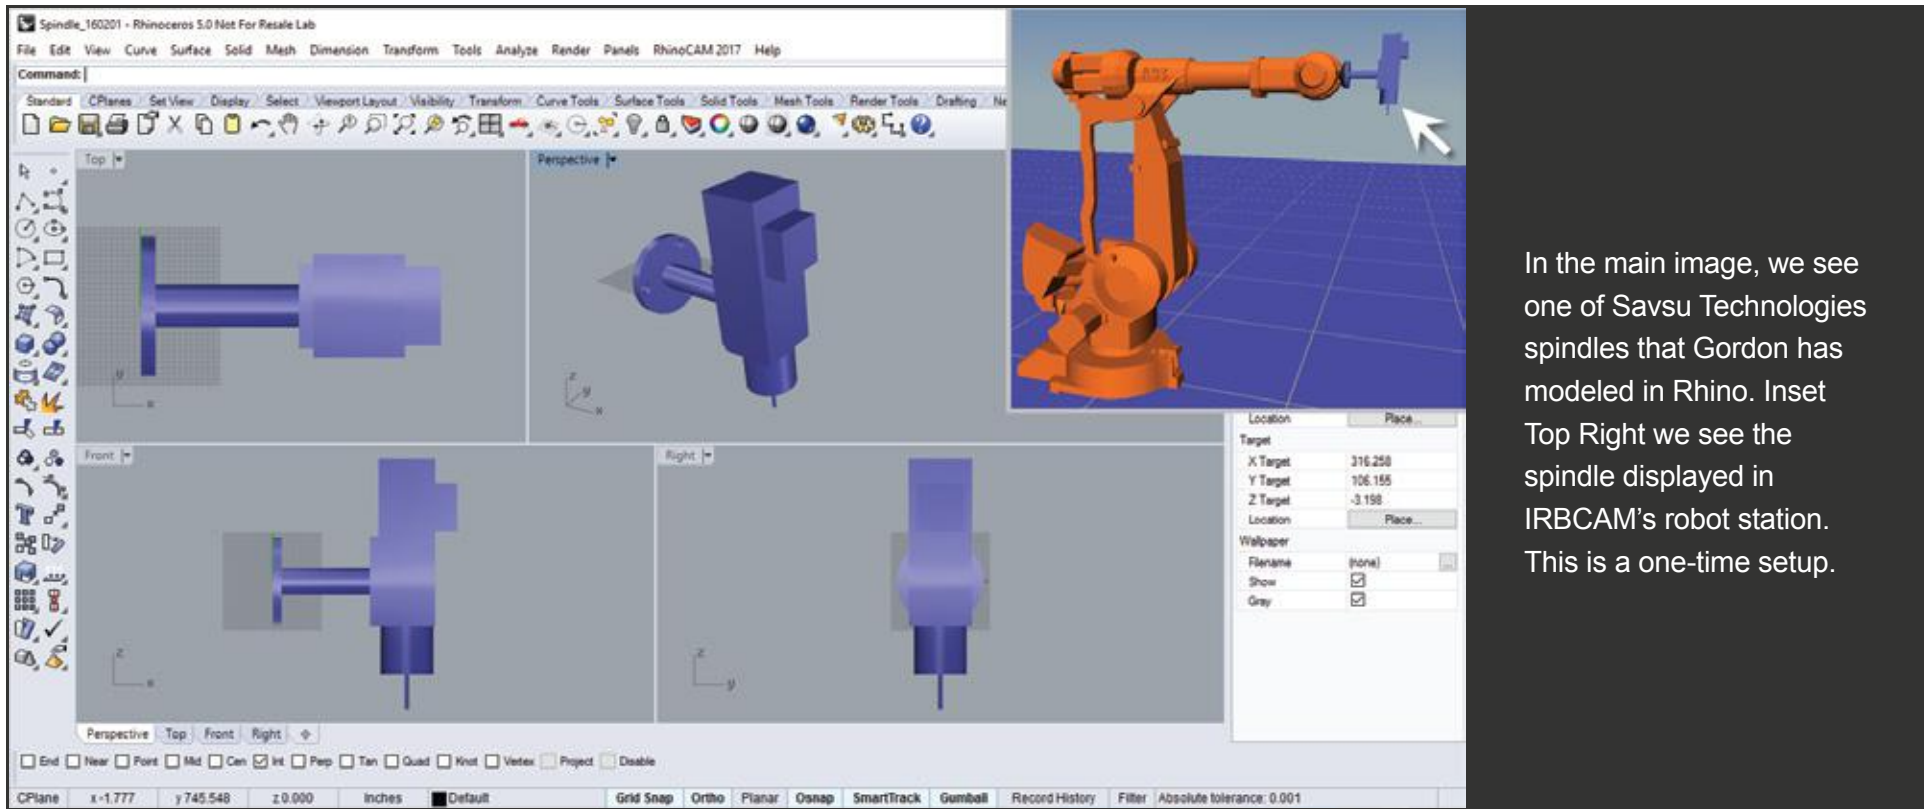 Spindle_160201 - Rhinoceros 5.0 Not For Resale Lab
File Edit View Curve Surface Solid Mesh Dimension Transform Tools Analyze Render Panels RhinoCAM 2017 Help
Command:
Standard CPlanes Set View Display Select Viewport Layout Visibility Transform Curve Tools Surface Tools Solid Tools Mesh Tools Render Tools Drafting Ne
Top
Perspective
y
x
z
y
x
Front
Right
z
x
z
y
ABB
Location Place...
Target
X Target 316.258
Y Target 106.155
Z Target -3.198
Location Place...
Wallpaper
Filename (none) ...
Show
Gray
Perspective Top Front Right
End Near Point Mid Cen Int Perp Tan Quad Knot Vertex Project Disable
CPlane x -1.777 y 745.548 z 0.000 Inches Default Grid Snap Ortho Planar Osnap SmartTrack Gumball Record History Filter Absolute tolerance: 0.001
In the main image, we see
one of Savsu Technologies
spindles that Gordon has
modeled in Rhino. Inset
Top Right we see the
spindle displayed in
IRBCAM’s robot station.
This is a one-time setup.